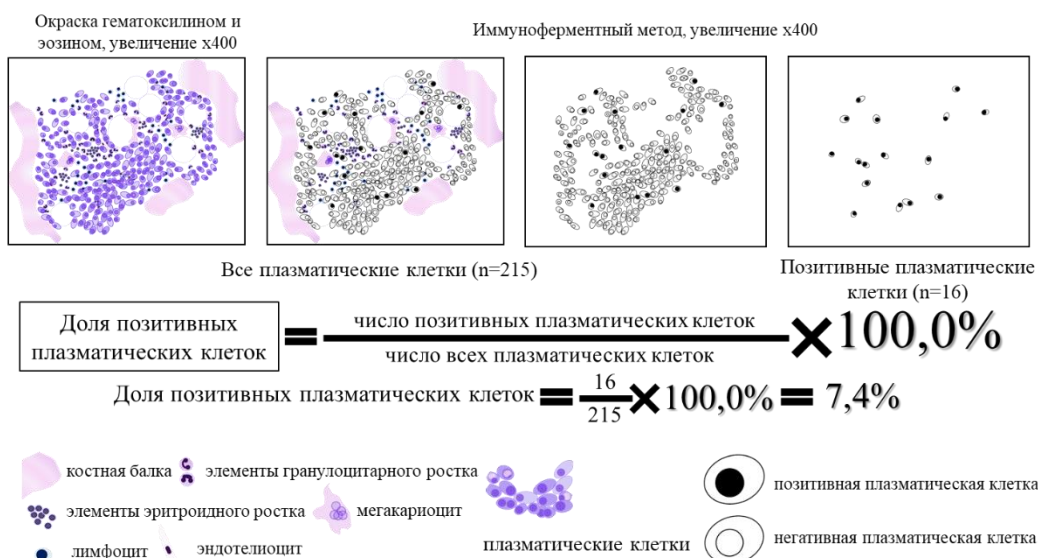 Окраска гематоксилином и
эозином, увеличение х400
Иммуноферментный метод, увеличение х400
Все плазматические клетки (n=215)
Позитивные плазматические
клетки (n=16)
Доля позитивных
плазматических клеток
=
число позитивных плазматических клеток
число всех плазматических клеток
×100,0%
Доля позитивных плазматических клеток = 16
215
×100,0% = 7,4%
костная балка
элементы гранулоцитарного ростка
позитивная плазматическая клетка
элементы эритроидного ростка
мегакариоцит
лимфоцит
эндотелиоцит
плазматические клетки
негативная плазматическая клетка